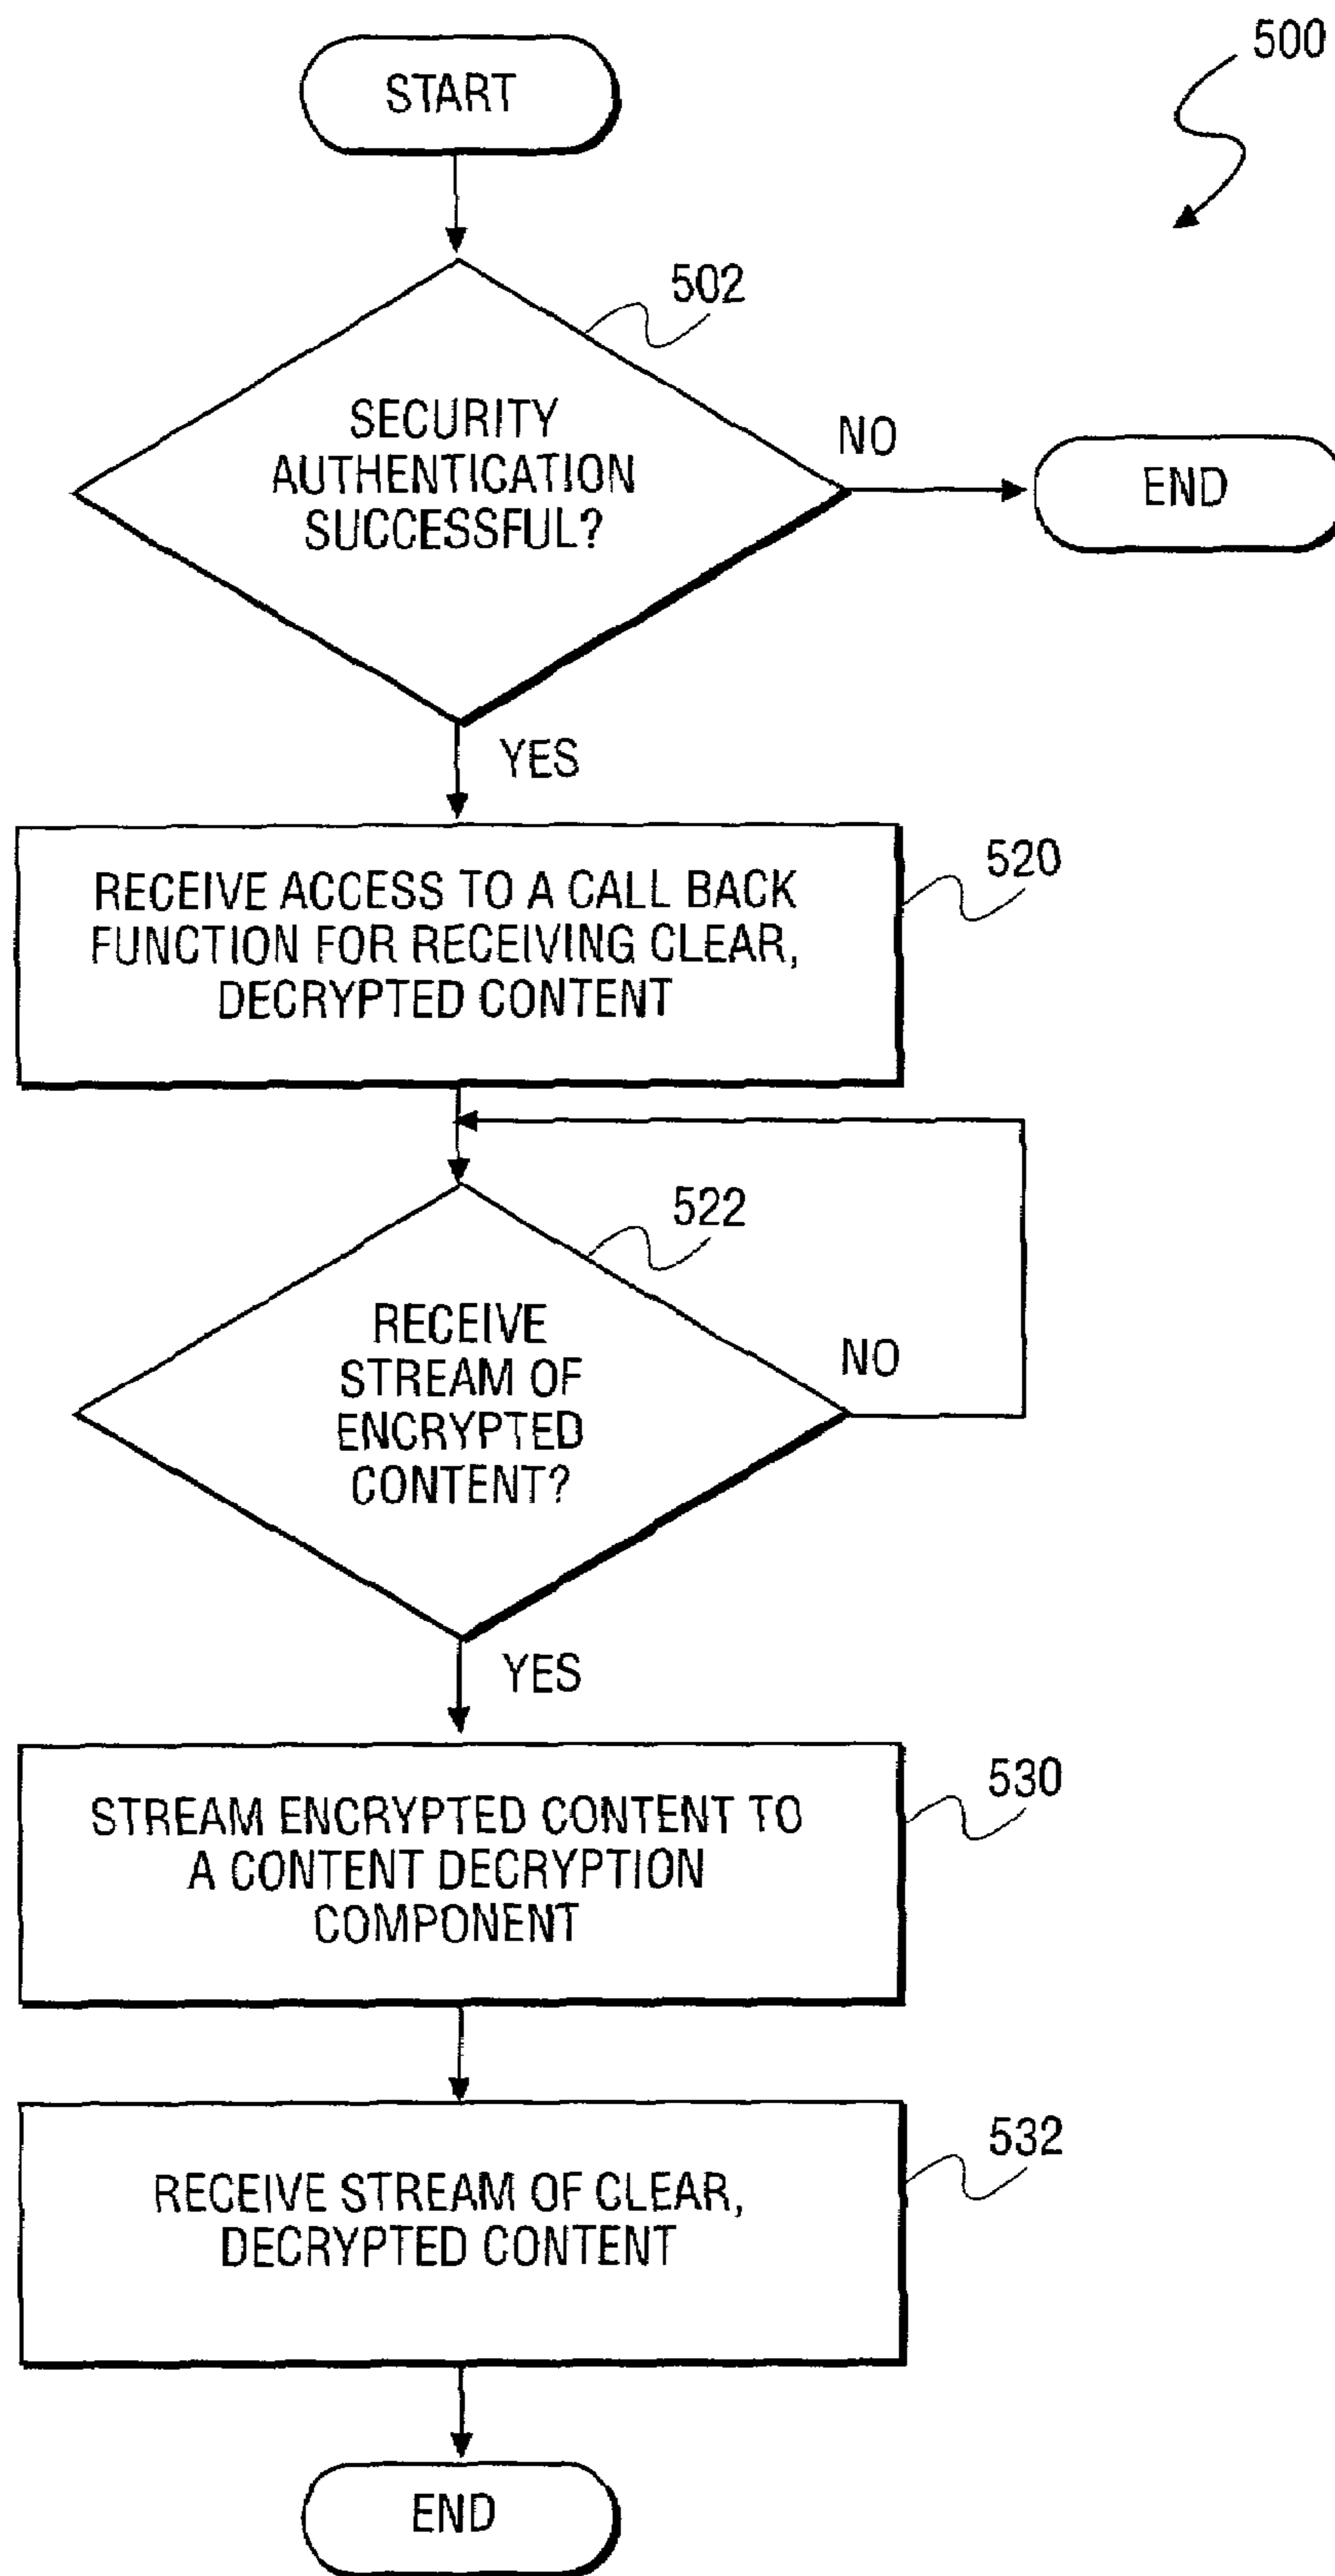 500
START
502
SECURITY
AUTHENTICATION
SUCCESSFUL?
NO
END
YES
520
RECEIVE ACCESS TO A CALL BACK
FUNCTION FOR RECEIVING CLEAR,
DECRYPTED CONTENT
522
RECEIVE
STREAM OF
ENCRYPTED
CONTENT?
NO
YES
530
STREAM ENCRYPTED CONTENT TO
A CONTENT DECRYPTION
COMPONENT
532
RECEIVE STREAM OF CLEAR,
DECRYPTED CONTENT
END